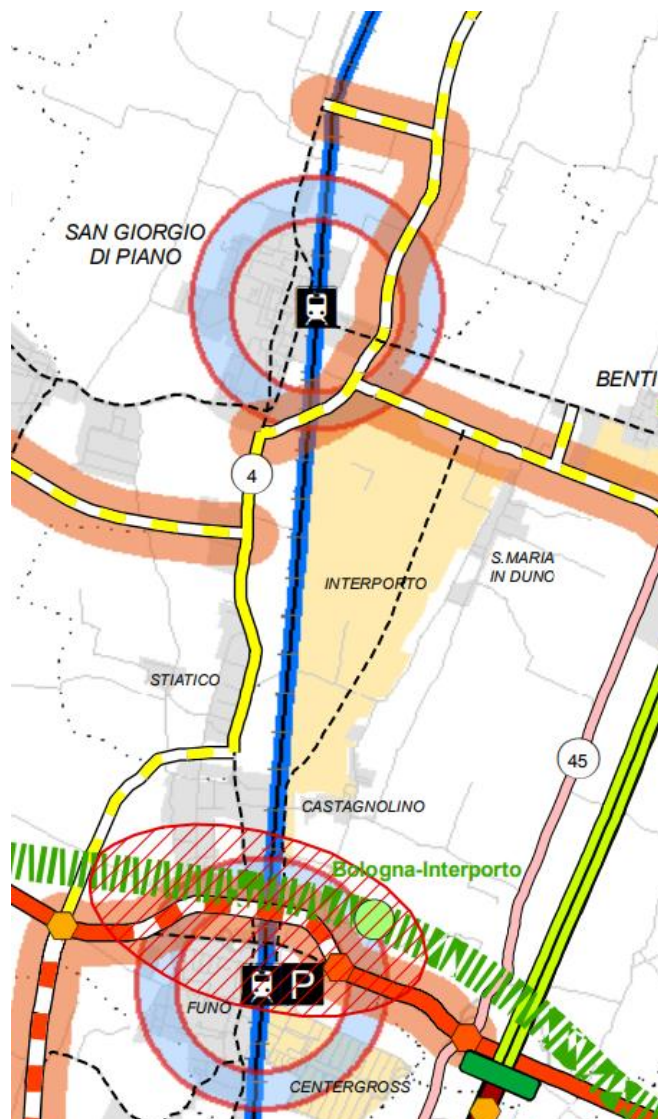 SAN GIORGIO
DI PIANO
BENTI
4
S.MARIA
IN DUNO
INTERPORTO
STIATICO
45
CASTAGNOLINO
Bologna-Interporto
P
FUNO
CENTERGROSS